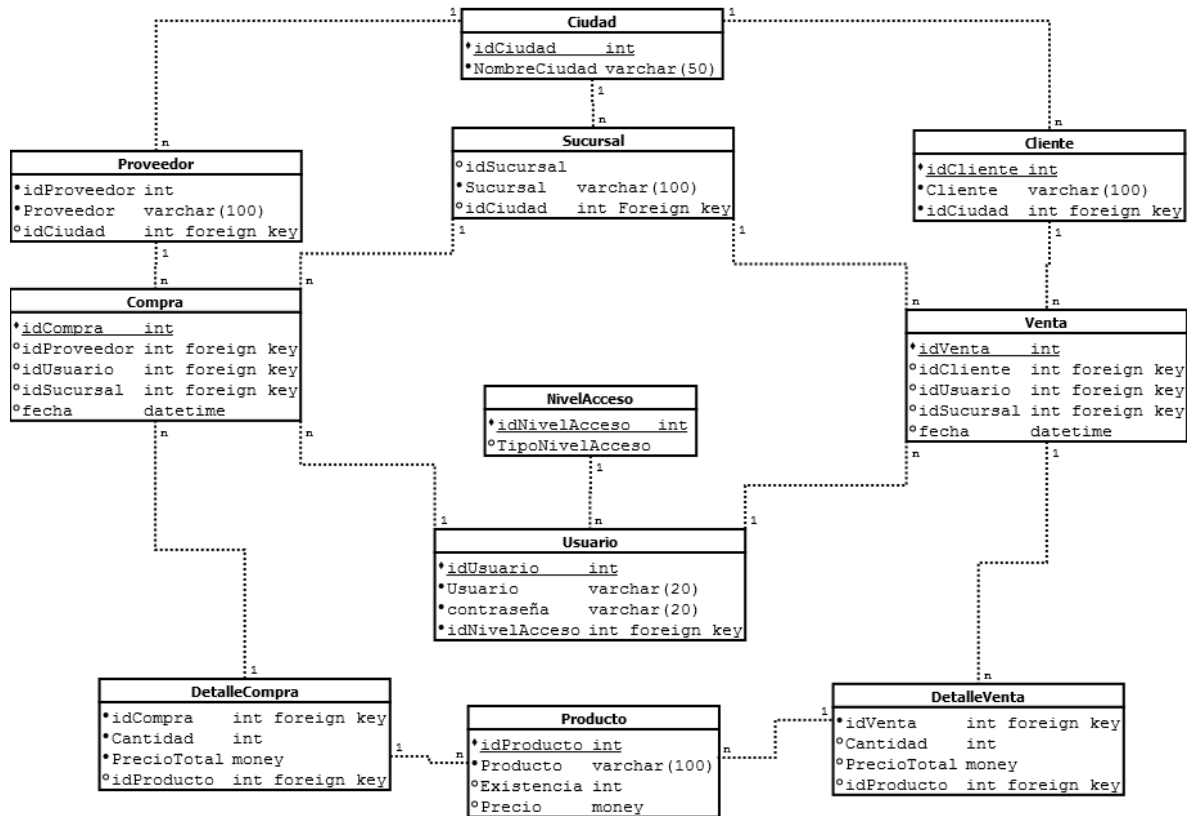 1
1
Ciudad
idCiudad int
NombreCiudad varchar(50)
1
n
n
n
Proveedor
idProveedor int
Proveedor varchar(100)
idCiudad int foreign key
Sucursal
idSucursal
Sucursal varchar(100)
idCiudad int Foreign key
Cliente
idCliente int
Cliente varchar(100)
idCiudad int foreign key
1
1
1
1
n
n
n
n
Compra
idCompra int
idProveedor int foreign key
idUsuario int foreign key
idSucursal int foreign key
fecha datetime
Venta
idVenta int
idCliente int foreign key
idUsuario int foreign key
idSucursal int foreign key
fecha datetime
NivelAcceso
idNivelAcceso int
TipoNivelAcceso
n
n
1
n
1
1
n
1
Usuario
idUsuario int
Usuario varchar(20)
contraseña varchar(20)
idNivelAcceso int foreign key
1
n
DetalleCompra
idCompra int foreign key
Cantidad int
PrecioTotal money
idProducto int foreign key
1
n
Producto
idProducto int
Producto varchar(100)
Existencia int
Precio money
n
1
DetalleVenta
idVenta int foreign key
Cantidad int
PrecioTotal money
idProducto int foreign key